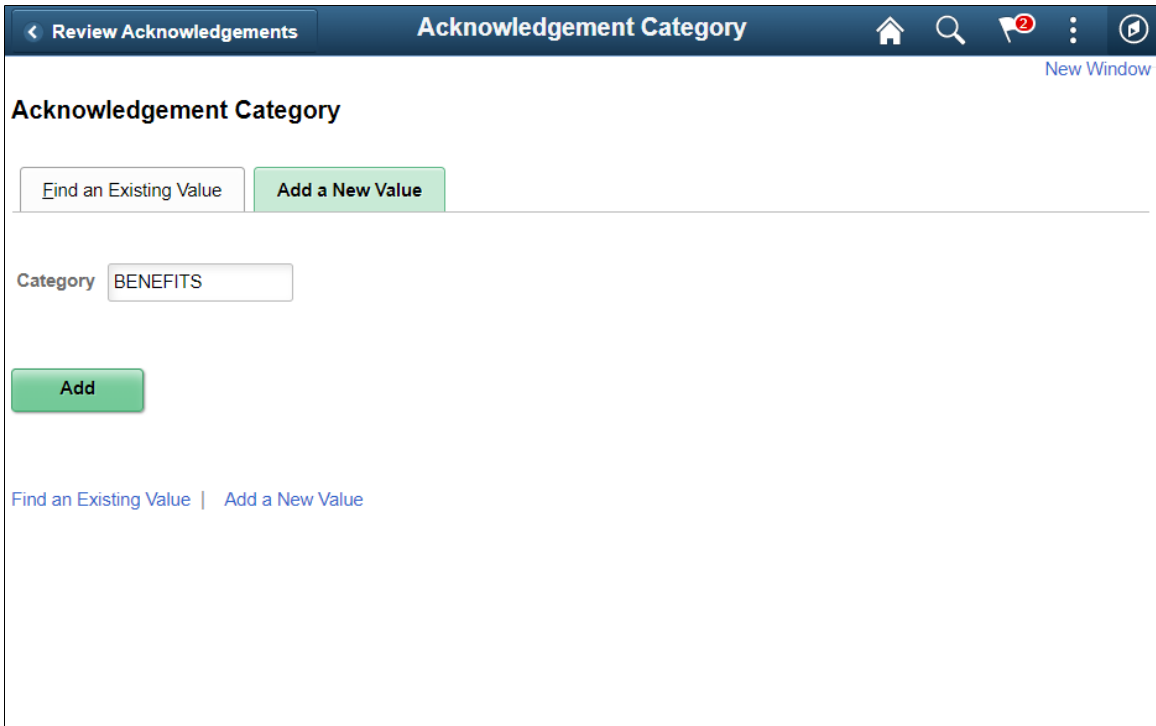 Review Acknowledgements Acknowledgement Category 2
New Window
Acknowledgement Category
Find an Existing Value Add a New Value
Category BENEFITS
Add
Find an Existing Value | Add a New Value